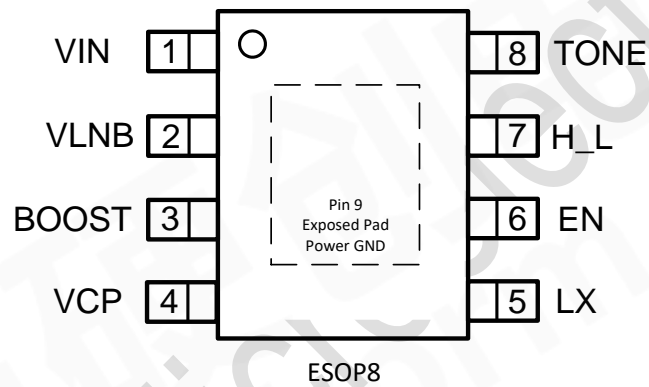 VIN 1 8 TONE
VLNB 2 7 H_L
Pin 9
BOOST 3 Exposed Pad 6 EN
Power GND
VCP 4 5 LX
ESOP8